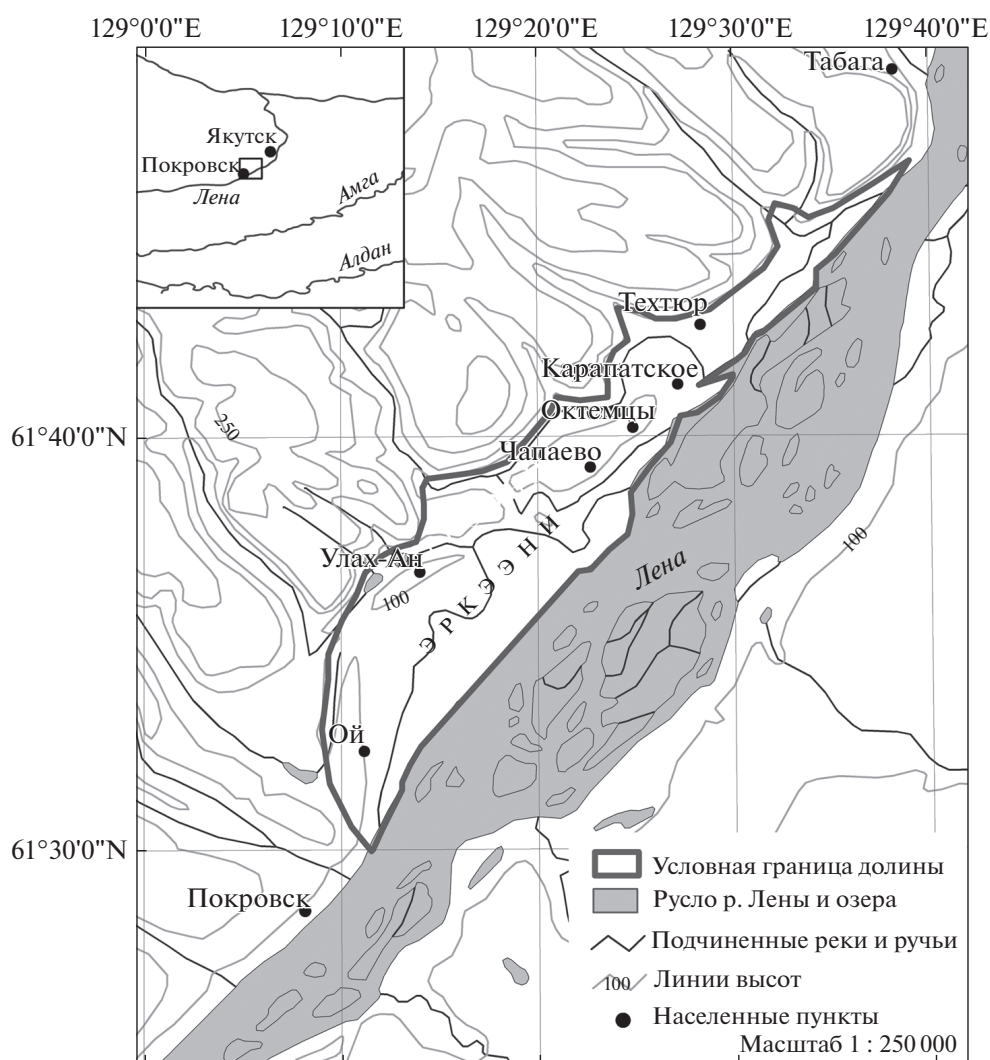 129°0'0"E 129°10'0"E 129°20'0"E 129°30'0"E 129°40'0"E
Табага
Якутск
Покровск
Лена
Амга
Алдан
Техтюр
Карапатское
Октемцы
61°40'0"N
250
Чапаево
100
Улах-Ан
100
ЭРКЭЭНИ
Лена
Ой
61°30'0"N
Покровск
Условная граница долины
Русло р. Лены и озера
Подчиненные реки и ручьи
100 Линии высот
Населенные пункты
Масштаб 1 : 250 000